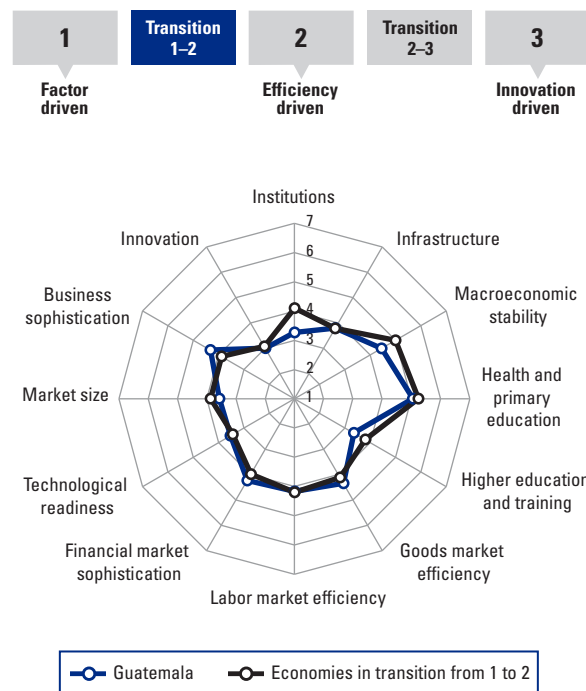 1
Transition
1–2
2
Transition
2–3
3
Factor
driven
Efficiency
driven
Innovation
driven
Institutions
Infrastructure
Macroeconomic
stability
Health and
primary
education
Higher education
and training
Goods market
efficiency
Labor market efficiency
Financial market
sophistication
Technological
readiness
Market size
Business
sophistication
Innovation
7
6
5
4
3
2
1
Guatemala
Economies in transition from 1 to 2